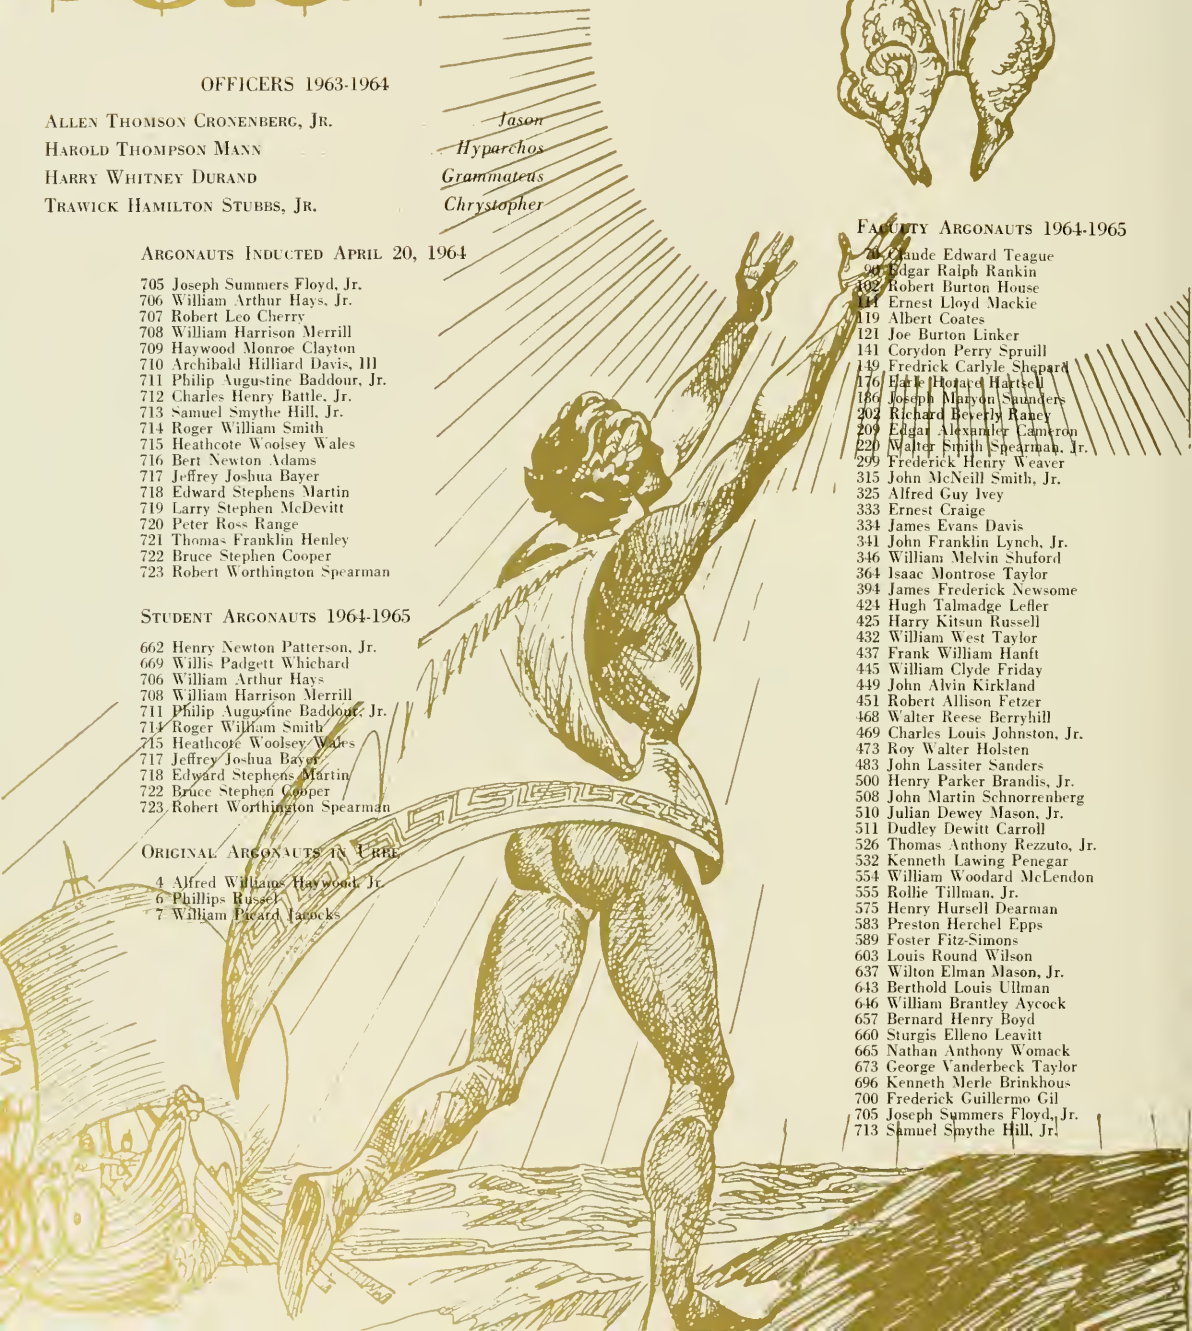 OFFICERS 1963-1964
ALLEN THOMSON CRONENBERG, JR. Jason
HAROLD THOMPSON MANN Hyparchos
HARRY WHITNEY DURAND Grammateus
TRAWICK HAMILTON STUBBS, JR. Chrystopher
ARGONAUTS INDUCTED APRIL 20, 1964
705 Joseph Summers Floyd, Jr.
706 William Arthur Hays, Jr.
707 Robert Leo Cherry
708 William Harrison Merrill
709 Haywood Monroe Clayton
710 Archibald Hilliard Davis, III
711 Philip Augustine Baddour, Jr.
712 Charles Henry Battle, Jr.
713 Samuel Smythe Hill, Jr.
714 Roger William Smith
715 Heathcote Woolsey Wales
716 Bert Newton Adams
717 Jeffrey Joshua Bayer
718 Edward Stephens Martin
719 Larry Stephen McDevitt
720 Peter Ross Range
721 Thomas Franklin Henley
722 Bruce Stephen Cooper
723 Robert Worthington Spearman
STUDENT ARGONAUTS 1964-1965
662 Henry Newton Patterson, Jr.
669 Willis Padgett Whichard
706 William Arthur Hays
708 William Harrison Merrill
711 Philip Augustine Baddour, Jr.
714 Roger William Smith
715 Heathcote Woolsey Wales
717 Jeffrey Joshua Bayer
718 Edward Stephens Martin
722 Bruce Stephen Cooper
723 Robert Worthington Spearman
ORIGINAL ARGONAUTS IN URBE
4 Alfred Williams Haywood, Jr.
6 Phillips Russel
7 William Picard Jacocks
FACULTY ARGONAUTS 1964-1965
70 Claude Edward Teague
90 Edgar Ralph Rankin
102 Robert Burton House
111 Ernest Lloyd Mackie
119 Albert Coates
121 Joe Burton Linker
141 Corydon Perry Spruill
149 Fredrick Carlyle Shepard
176 Earle Horace Hartsell
186 Joseph Maryon Saunders
202 Richard Beverly Raney
209 Edgar Alexander Cameron
220 Walter Smith Spearman, Jr.
299 Frederick Henry Weaver
315 John McNeill Smith, Jr.
325 Alfred Guy Ivey
333 Ernest Craige
334 James Evans Davis
341 John Franklin Lynch, Jr.
346 William Melvin Shuford
364 Isaac Montrose Taylor
394 James Frederick Newsome
424 Hugh Talmadge Lefler
425 Harry Kitsun Russell
432 William West Taylor
437 Frank William Hanft
445 William Clyde Friday
449 John Alvin Kirkland
451 Robert Allison Fetzer
468 Walter Reese Berryhill
469 Charles Louis Johnston, Jr.
473 Roy Walter Holsten
483 John Lassiter Sanders
500 Henry Parker Brandis, Jr.
508 John Martin Schnorrenberg
510 Julian Dewey Mason, Jr.
511 Dudley Dewitt Carroll
526 Thomas Anthony Rezzuto, Jr.
532 Kenneth Lawing Penegar
554 William Woodard McLendon
555 Rollie Tillman, Jr.
575 Henry Hursell Dearman
583 Preston Herchel Epps
589 Foster Fitz-Simons
603 Louis Round Wilson
637 Wilton Elman Mason, Jr.
643 Berthold Louis Ullman
646 William Brantley Aycock
657 Bernard Henry Boyd
660 Sturgis Elleno Leavitt
665 Nathan Anthony Womack
673 George Vanderbeck Taylor
696 Kenneth Merle Brinkhous
700 Frederick Guillermo Gil
705 Joseph Summers Floyd, Jr.
713 Samuel Smythe Hill, Jr.